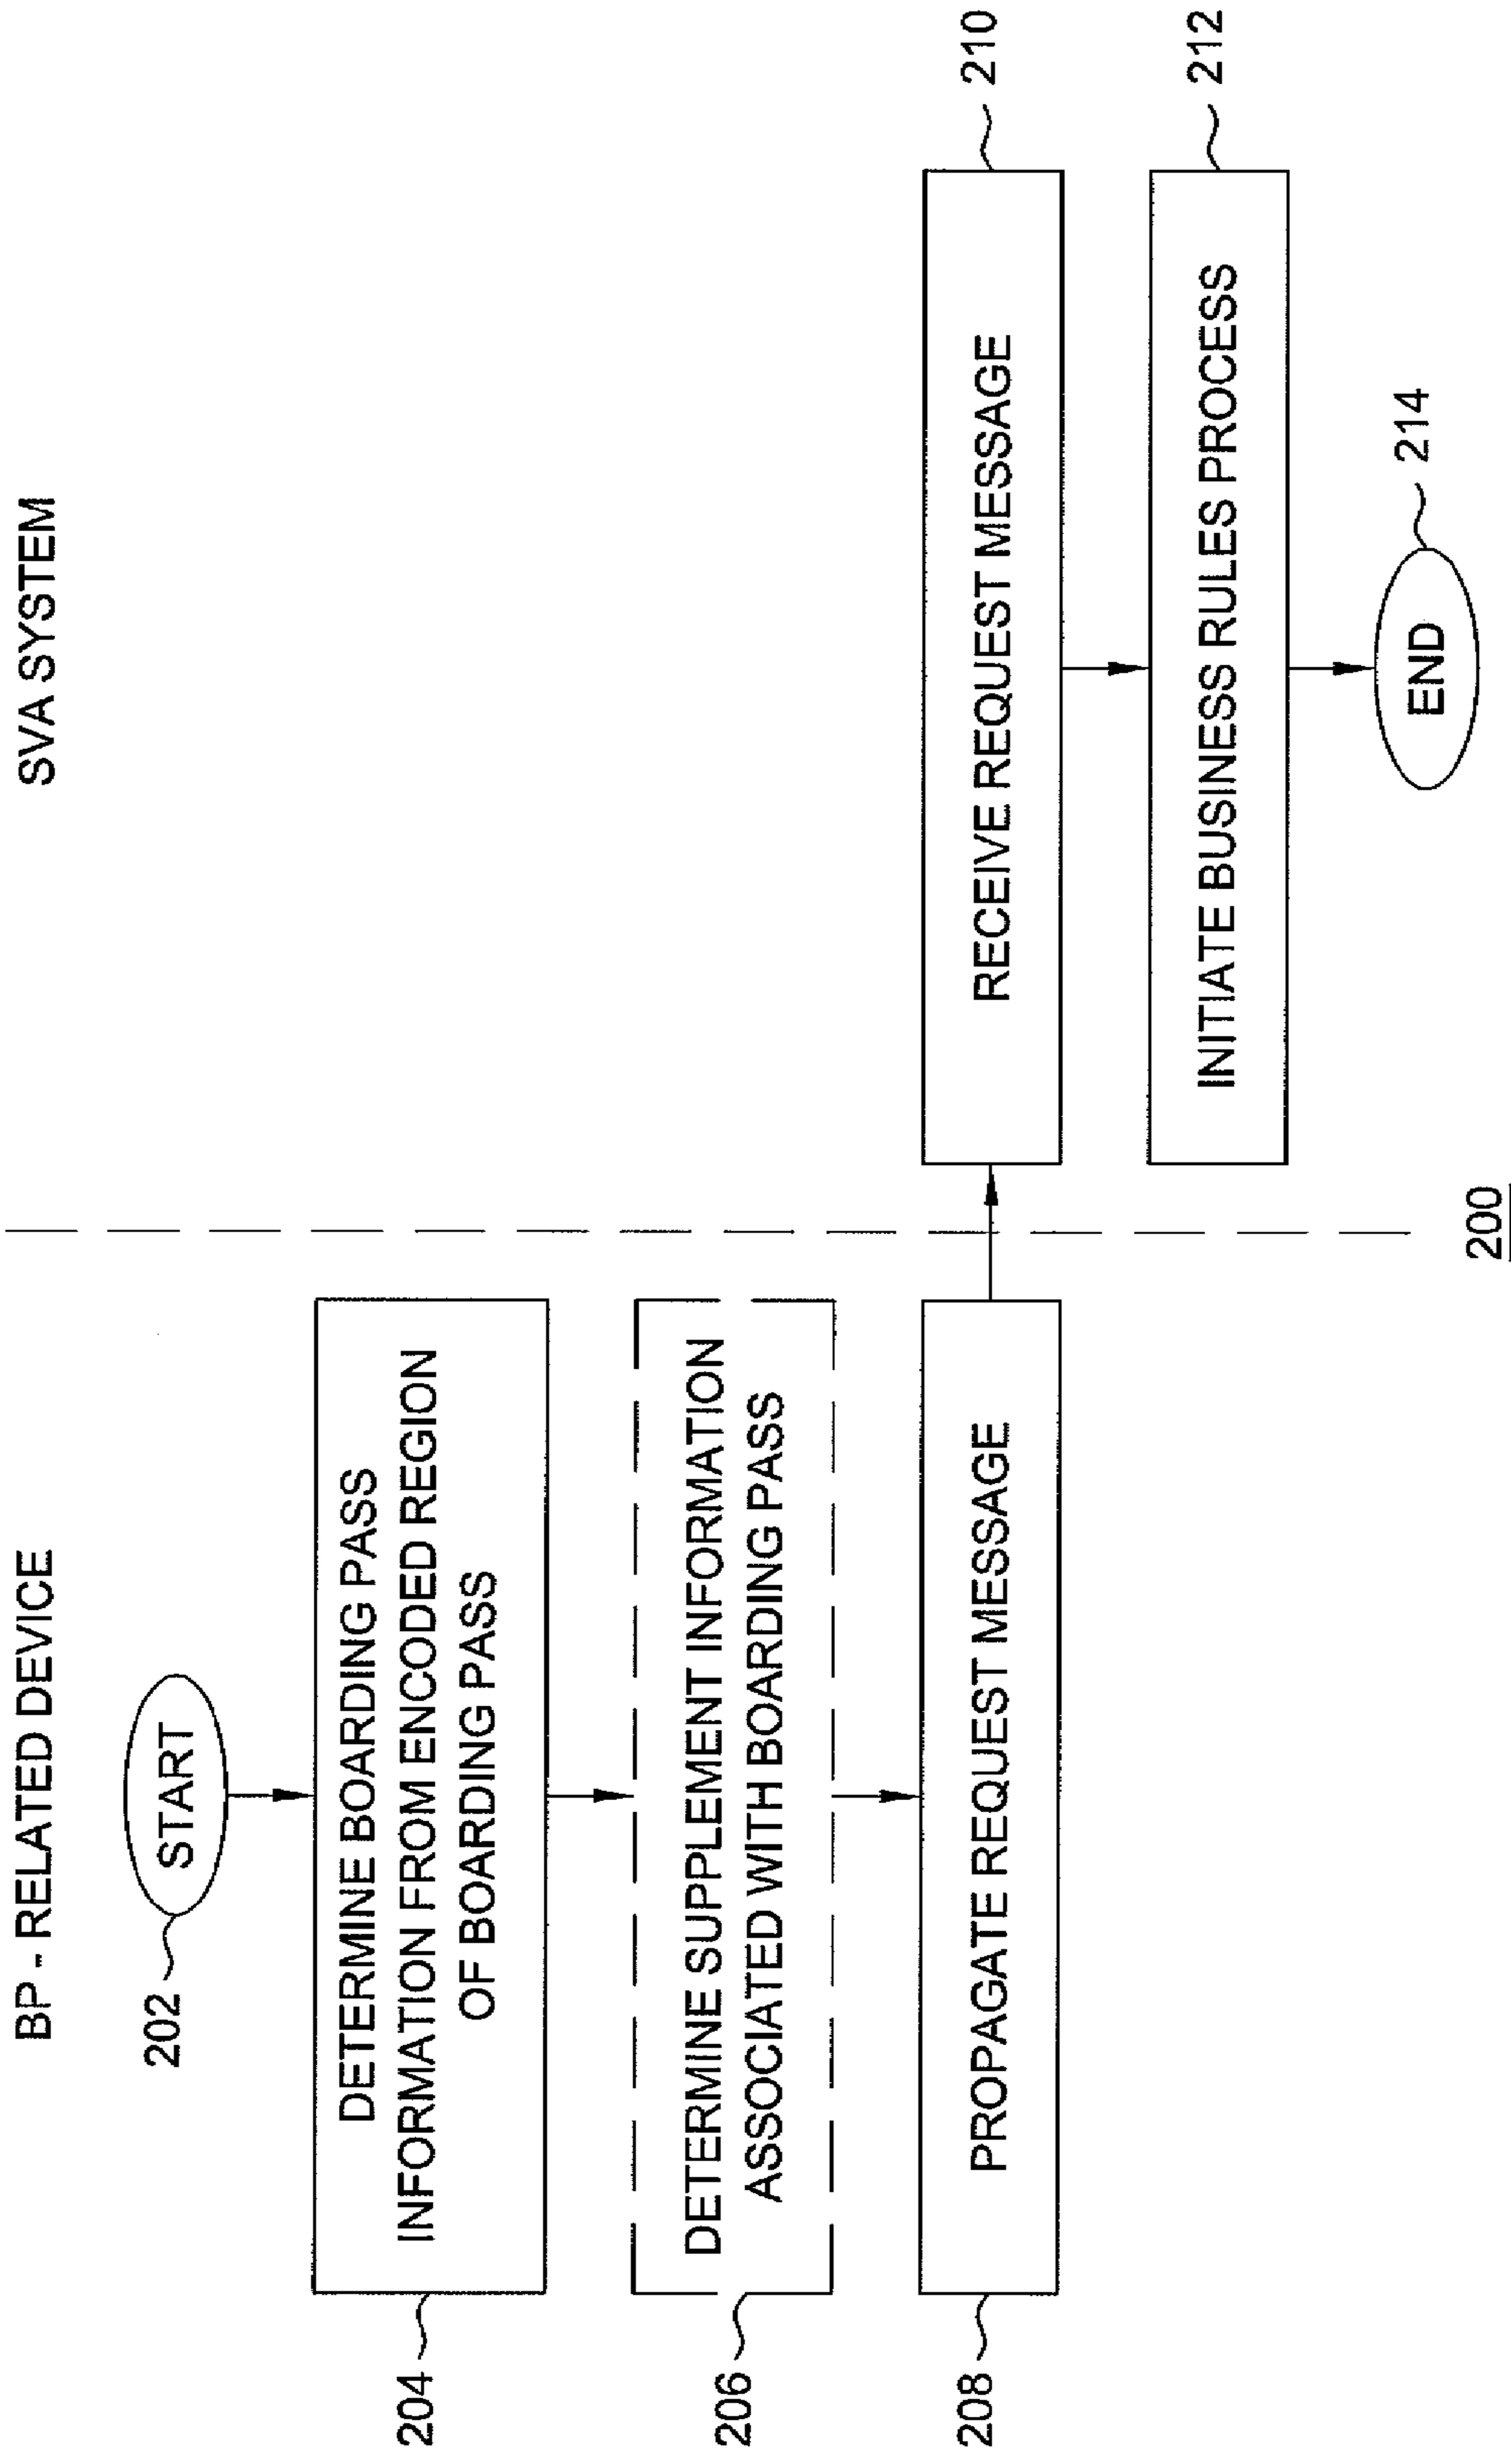 BP - RELATED DEVICE
SVA SYSTEM
202
START
204
DETERMINE BOARDING PASS
INFORMATION FROM ENCODED REGION
OF BOARDING PASS
206
DETERMINE SUPPLEMENT INFORMATION
ASSOCIATED WITH BOARDING PASS
208
PROPAGATE REQUEST MESSAGE
RECEIVE REQUEST MESSAGE
210
INITIATE BUSINESS RULES PROCESS
212
END
214
200